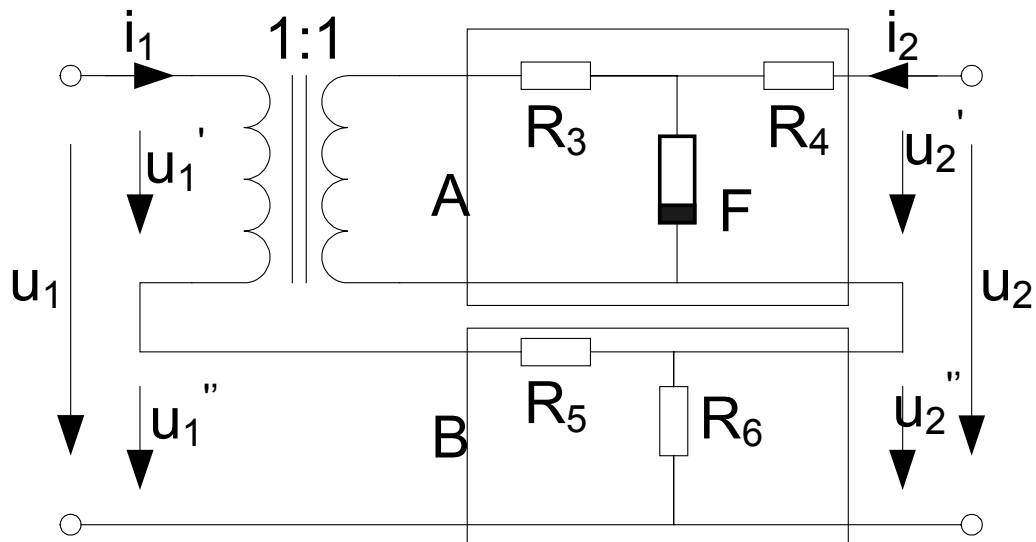 i₁ 1:1 i₂
R₃ R₄
u₁' u₂'
A F
u₁ u₂
u₁" R₅ R₆ u₂"
B